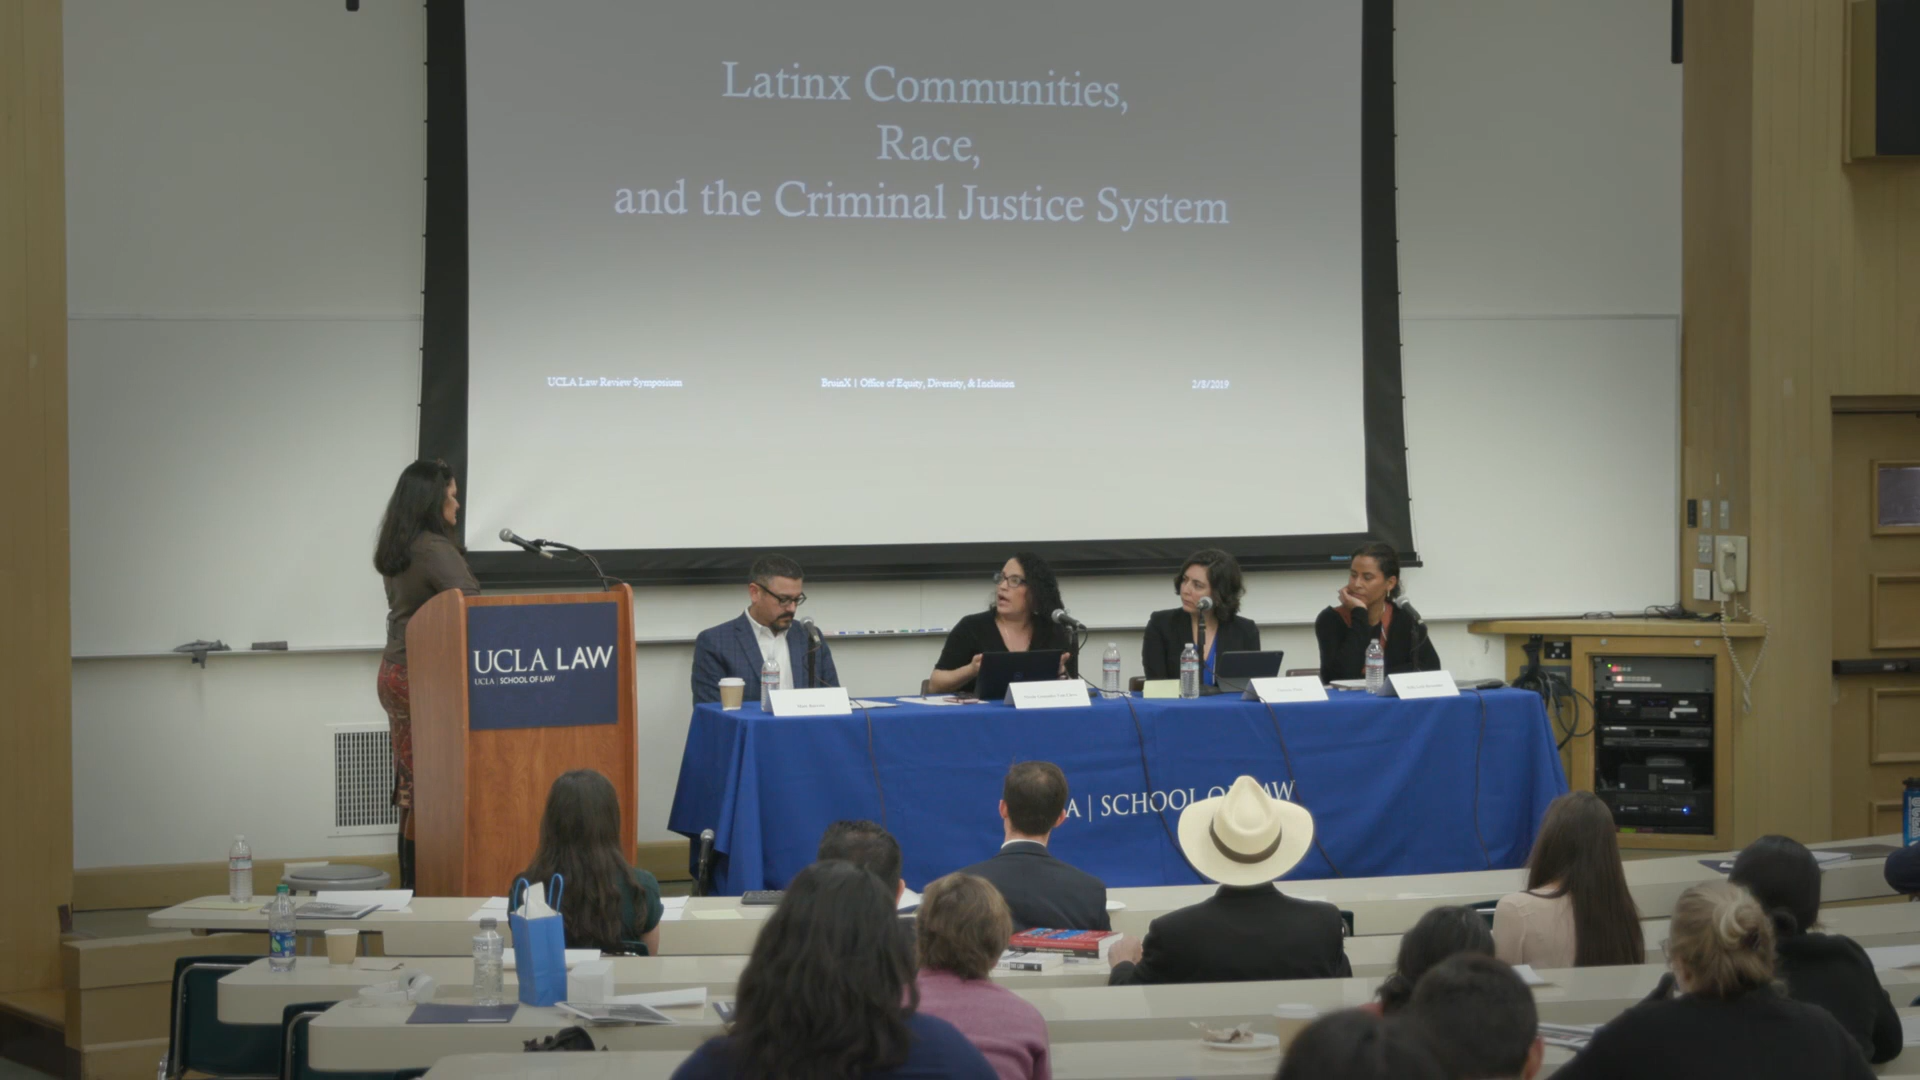 Latinx Communities,
Race,
and the Criminal Justice System
UCLA Law Review Symposium
BruinX | Office of Equity, Diversity, & Inclusion
2/8/2019
UCLA LAW
UCLA | SCHOOL OF LAW
A | SCHOOL OF LAW